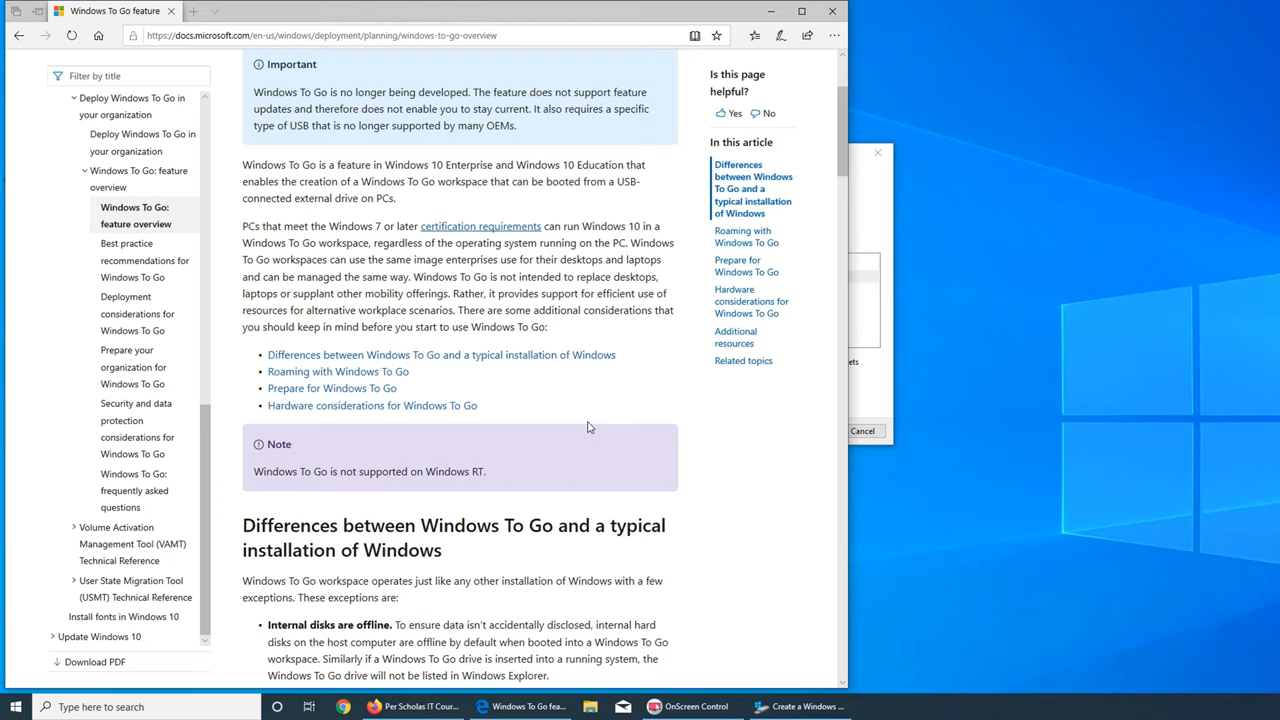 Windows To Go feature
https://docs.microsoft.com/en-us/windows/deployment/planning/windows-to-go-overview
Filter by title
Deploy Windows To Go in
your organization
Deploy Windows To Go in
your organization
Windows To Go: feature
overview
Windows To Go:
feature overview
Best practice
recommendations for
Windows To Go
Deployment
considerations for
Windows To Go
Prepare your
organization for
Windows To Go
Security and data
protection
considerations for
Windows To Go
Windows To Go:
frequently asked
questions
Volume Activation
Management Tool (VAMT)
Technical Reference
User State Migration Tool
(USMT) Technical Reference
Install fonts in Windows 10
Update Windows 10
Download PDF
Important
Windows To Go is no longer being developed. The feature does not support feature
updates and therefore does not enable you to stay current. It also requires a specific
type of USB that is no longer supported by many OEMs.
Windows To Go is a feature in Windows 10 Enterprise and Windows 10 Education that
enables the creation of a Windows To Go workspace that can be booted from a USB-
connected external drive on PCs.
PCs that meet the Windows 7 or later certification requirements can run Windows 10 in
a Windows To Go workspace, regardless of the operating system running on the PC. Windows
To Go workspaces can use the same image enterprises use for their desktops and laptops
and can be managed the same way. Windows To Go is not intended to replace desktops,
laptops or supplant other mobility offerings. Rather, it provides support for efficient use of
resources for alternative workplace scenarios. There are some additional considerations that
you should keep in mind before you start to use Windows To Go:
• Differences between Windows To Go and a typical installation of Windows
• Roaming with Windows To Go
• Prepare for Windows To Go
• Hardware considerations for Windows To Go
Note
Windows To Go is not supported on Windows RT.
Differences between Windows To Go and a typical
installation of Windows
Windows To Go workspace operates just like any other installation of Windows with a few
exceptions. These exceptions are:
• Internal disks are offline. To ensure data isn't accidentally disclosed, internal hard
disks on the host computer are offline by default when booted into a Windows To Go
workspace. Similarly if a Windows To Go drive is inserted into a running system, the
Windows To Go drive will not be listed in Windows Explorer.
Is this page
helpful?
Yes No
In this article
Differences
between Windows
To Go and a
typical installation
of Windows
Roaming with
Windows To Go
Prepare for
Windows To Go
Hardware
considerations for
Windows To Go
Additional
resources
Related topics
Cancel
Type here to search
Per Scholas IT Cour...
Windows To Go fea...
OnScreen Control
Create a Windows ...